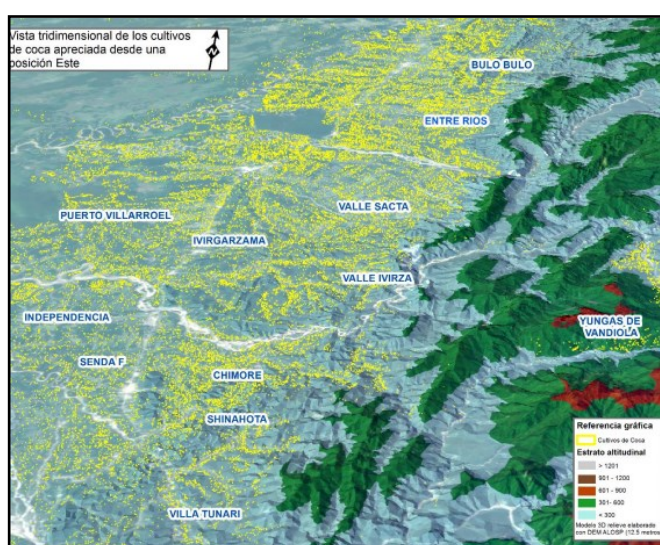 Vista tridimensional de los cultivos
de coca apreciada desde una
posición Este
N
BULO BULO
ENTRE RIOS
VALLE SACTA
PUERTO VILLARROEL
IVIRGARZAMA
VALLE IVIRZA
INDEPENDENCIA
YUNGAS DE
VANDIOLA
SENDA F
CHIMORE
SHINAHOTA
VILLA TUNARI
Referencia gráfica
Cultivos de Coca
Estrato altitudinal
> 1201
901 - 1200
601 - 900
301- 600
< 300
Modelo 3D relieve elaborado
con DEM ALOSP (12.5 metros)